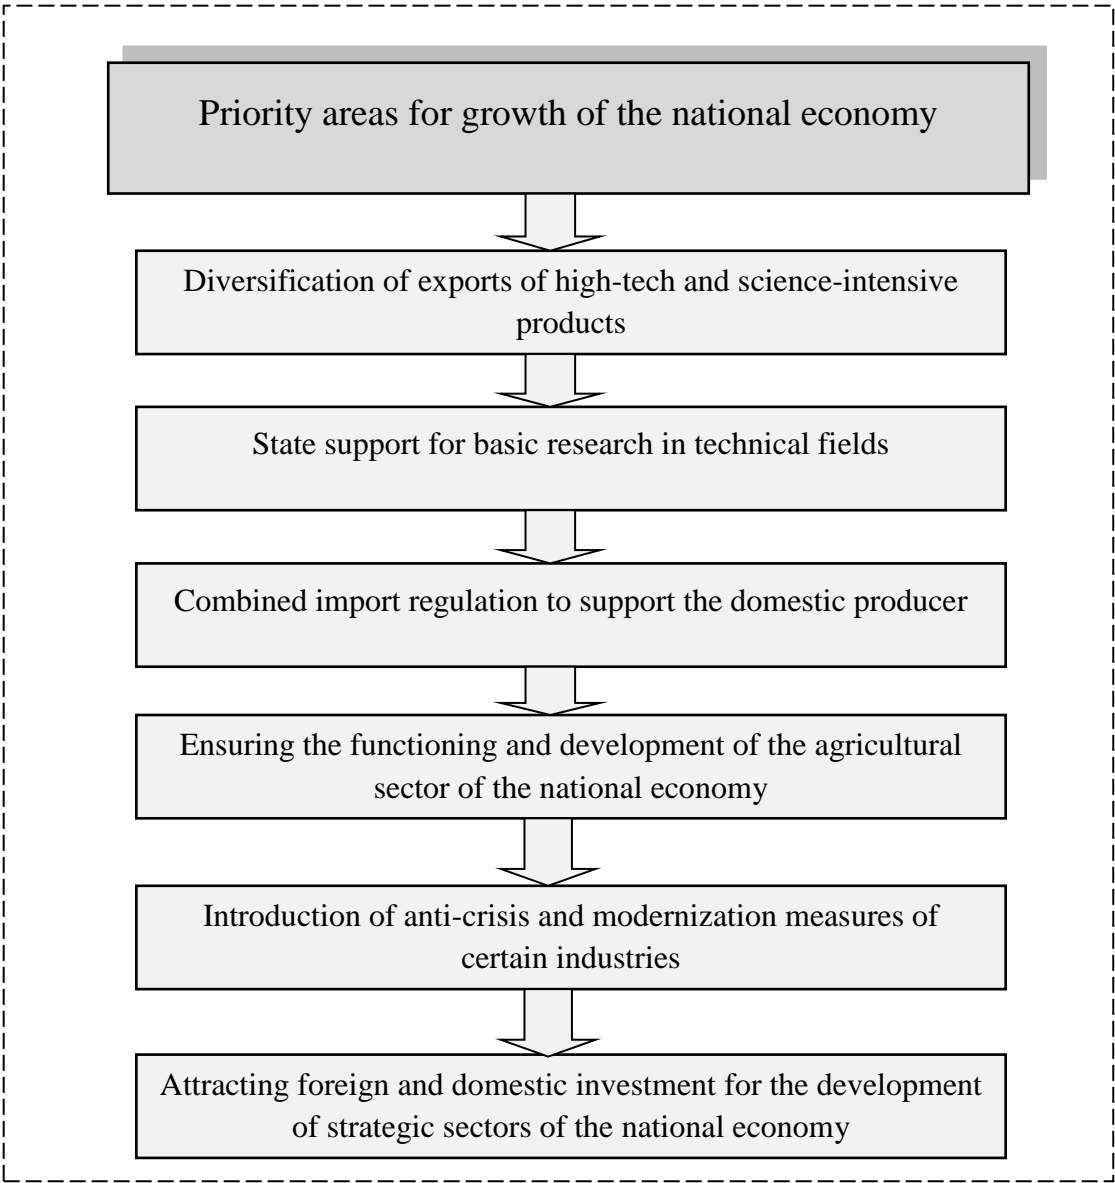 Priority areas for growth of the national economy
Diversification of exports of high-tech and science-intensive
products
State support for basic research in technical fields
Combined import regulation to support the domestic producer
Ensuring the functioning and development of the agricultural
sector of the national economy
Introduction of anti-crisis and modernization measures of
certain industries
Attracting foreign and domestic investment for the development
of strategic sectors of the national economy